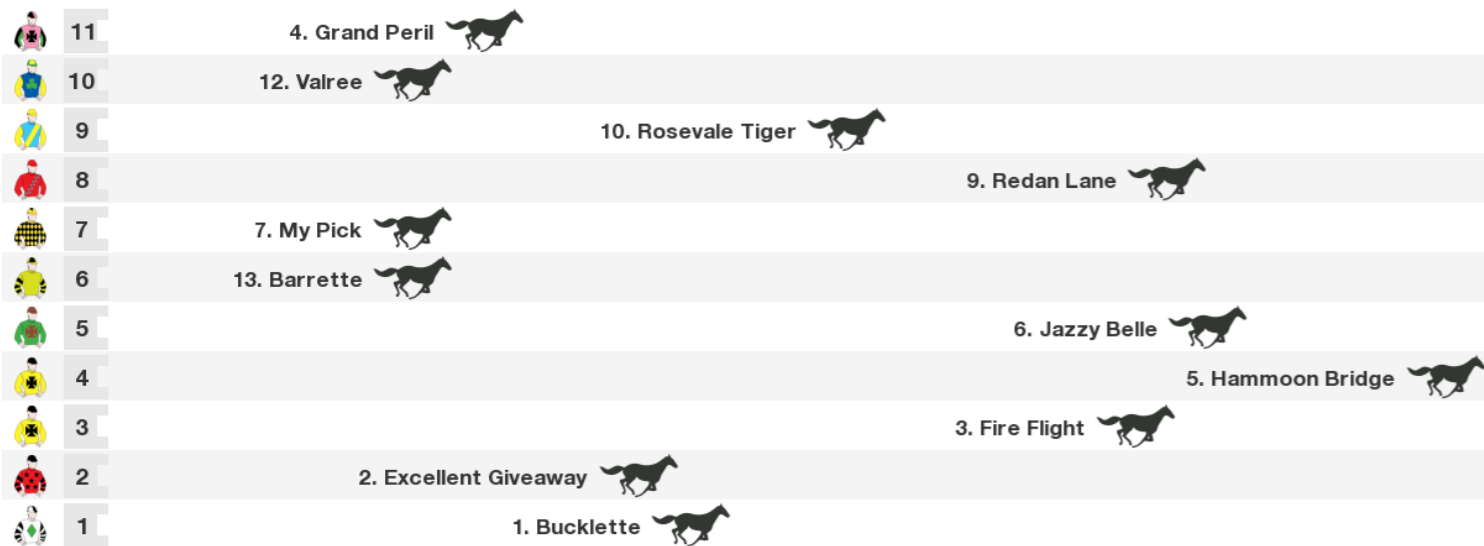 11 4. Grand Peril
10 12. Valree
9 10. Rosevale Tiger
8 9. Redan Lane
7 7. My Pick
6 13. Barrette
5 6. Jazzy Belle
4 5. Hammoon Bridge
3 3. Fire Flight
2 2. Excellent Giveaway
1 1. Bucklette